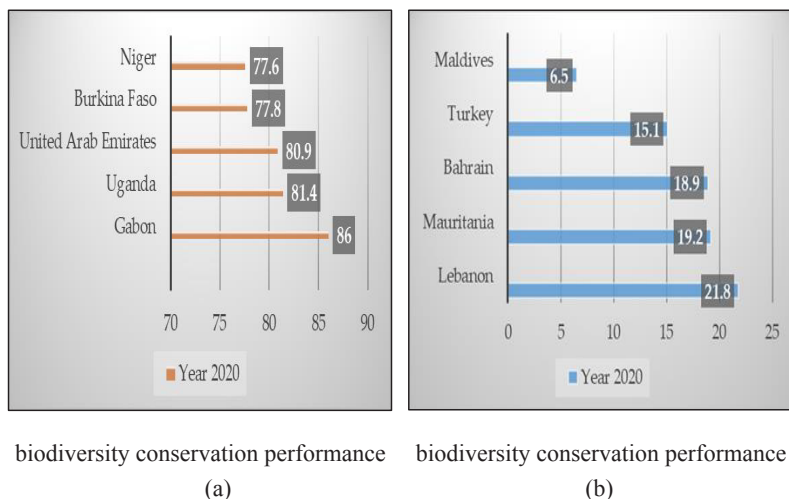 Niger
77.6
Burkina Faso
77.8
United Arab Emirates
80.9
Uganda
81.4
Gabon
86
70 75 80 85 90
Year 2020
Maldives
6.5
Turkey
15.1
Bahrain
18.9
Mauritania
19.2
Lebanon
21.8
0 5 10 15 20 25
Year 2020
biodiversity conservation performance
(a)
biodiversity conservation performance
(b)